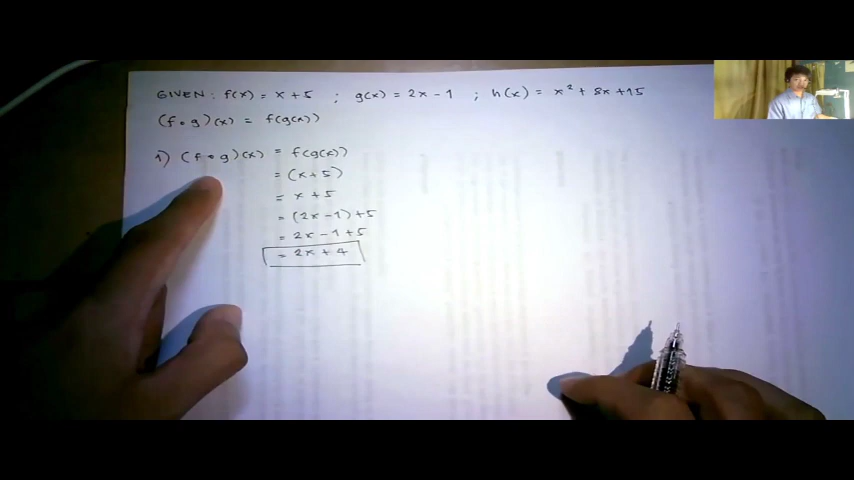 GIVEN: f(x) = x + 5 ; g(x) = 2x - 1 ; h(x) = x² + 8x + 15
(f ∘ g)(x) = f(g(x))
1) (f ∘ g)(x) = f(g(x))
= (x + 5)
= x + 5
= (2x - 1) + 5
= 2x - 1 + 5
= 2x + 4